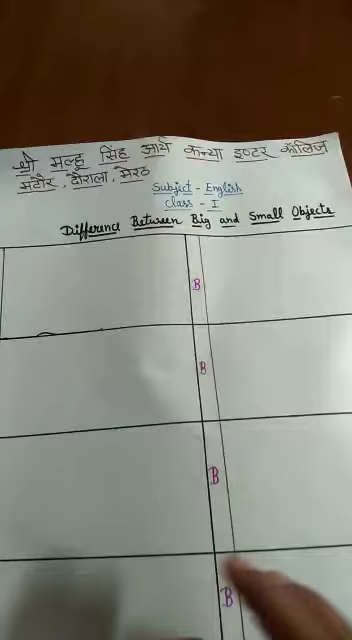 श्री मल्हू सिंह आर्य कन्या इण्टर कॉलिज
मटौर, दौराला, मेरठ
Subject - English
Class - I
Difference Between Big and Small Objects
B
B
B
B